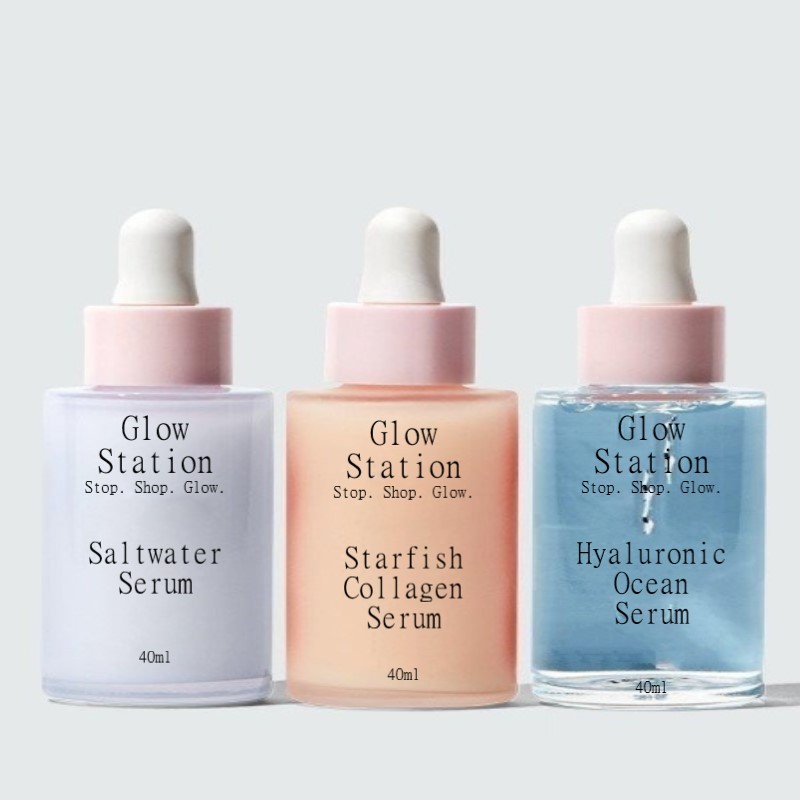 Glow
Station
Stop. Shop. Glow.
Saltwater
Serum
40ml
Glow
Station
Stop. Shop. Glow.
Starfish
Collagen
Serum
40ml
Glow
Station
Stop. Shop. Glow.
Hyaluronic
Ocean
Serum
40ml